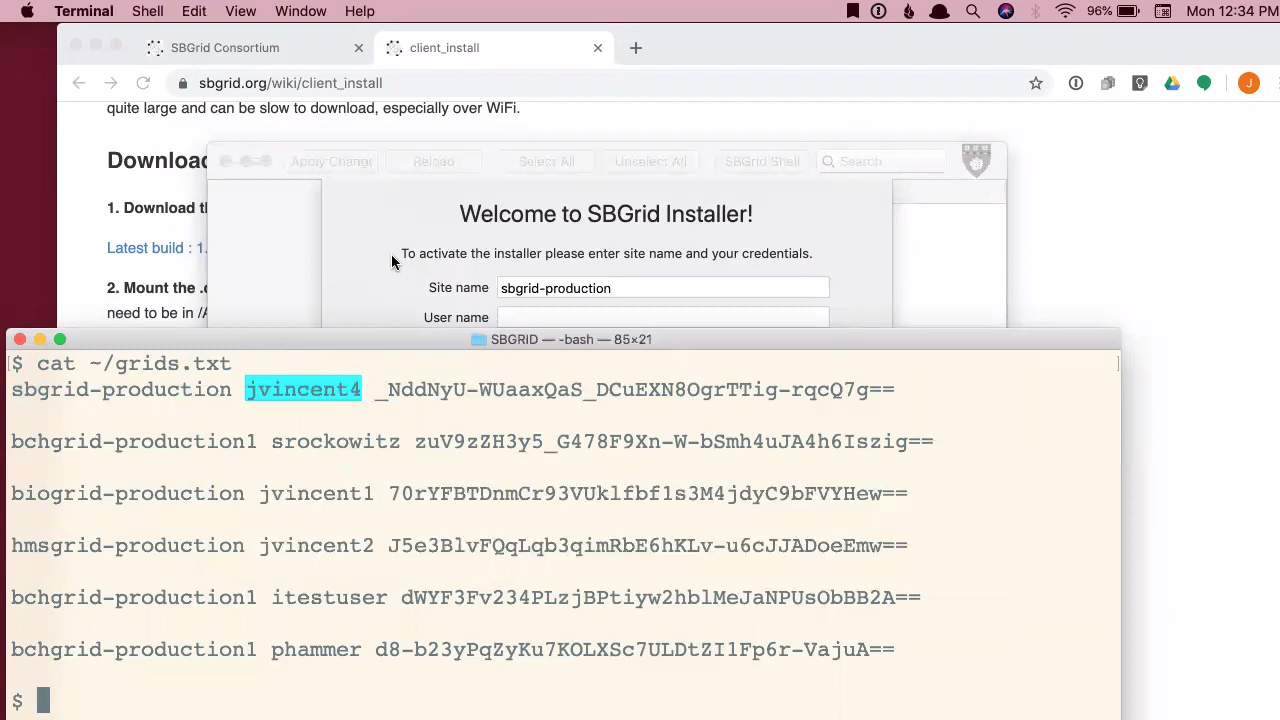 Terminal Shell Edit View Window Help 96% Mon 12:34 PM
SBGrid Consortium client_install
sbgrid.org/wiki/client_install J
quite large and can be slow to download, especially over WiFi.
Apply Change Reload Select All Unselect All SBGrid Shell Search
Welcome to SBGrid Installer!
1. Download
To activate the installer please enter site name and your credentials.
Latest build : 1.
2. Mount the .
Site name sbgrid-production
need to be in /
User name
SBGRID — -bash — 85×21
$ cat ~/grids.txt
sbgrid-production jvincent4 _NddNyU-WUaaxQaS_DCuEXN8OgrTTig-rqcQ7g==
bchgrid-production1 srockowitz zuV9zZH3y5_G478F9Xn-W-bSmh4uJA4h6Iszig==
biogrid-production jvincent1 70rYFBTDnmCr93VUklfbf1s3M4jdyC9bFVYHew==
hmsgrid-production jvincent2 J5e3BlvFQqLqb3qimRbE6hKLv-u6cJJADoeEmw==
bchgrid-production1 itestuser dWYF3Fv234PLzjBPtiyw2hblMeJaNPUsObBB2A==
bchgrid-production1 phammer d8-b23yPqZyKu7KOLXSc7ULDtZI1Fp6r-VajuA==
$